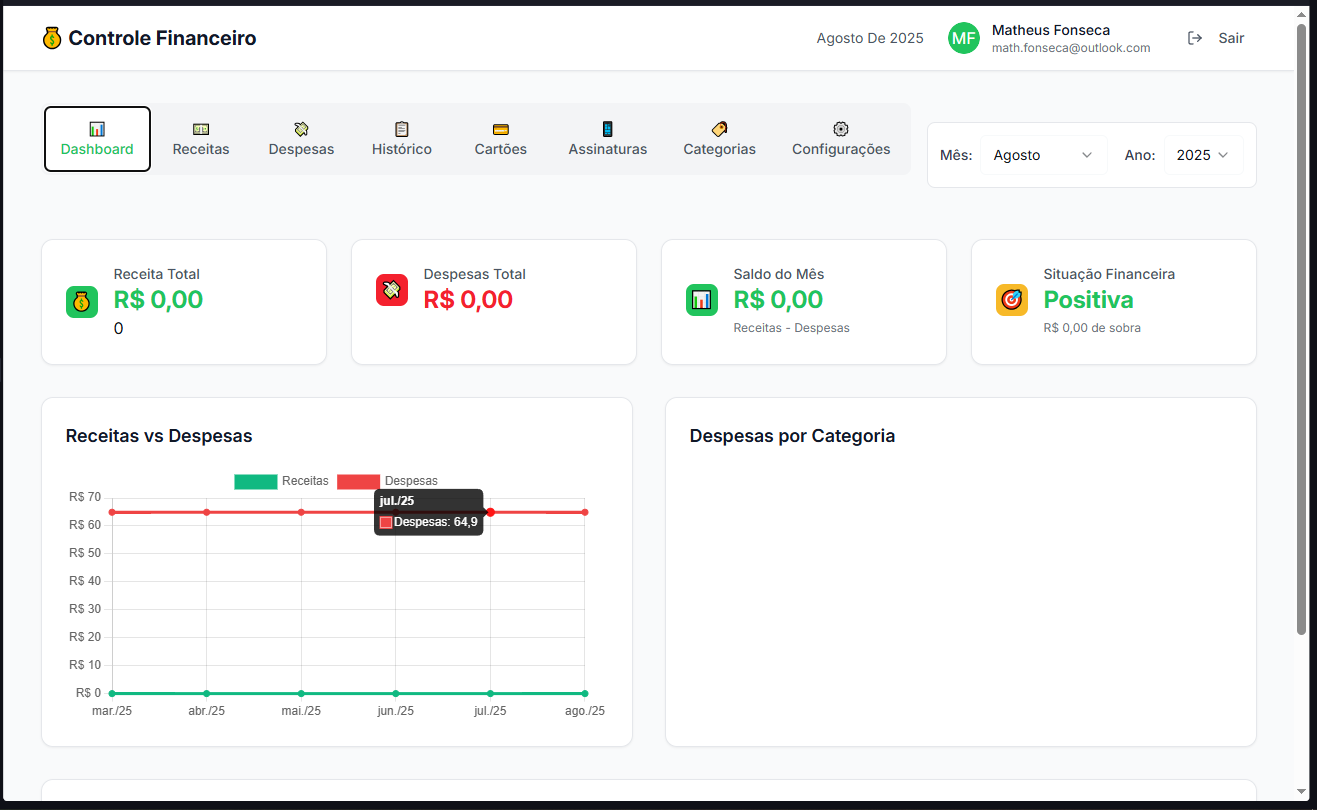 Controle Financeiro
Agosto De 2025
MF
Matheus Fonseca
math.fonseca@outlook.com
Sair
Dashboard
Receitas
Despesas
Histórico
Cartões
Assinaturas
Categorias
Configurações
Mês:
Agosto
Ano:
2025
Receita Total
R$ 0,00
0
Despesas Total
R$ 0,00
Saldo do Mês
R$ 0,00
Receitas - Despesas
Situação Financeira
Positiva
R$ 0,00 de sobra
Receitas vs Despesas
Receitas
Despesas
jul./25
Despesas: 64,9
R$ 70
R$ 60
R$ 50
R$ 40
R$ 30
R$ 20
R$ 10
R$ 0
mar./25
abr./25
mai./25
jun./25
jul./25
ago./25
Despesas por Categoria